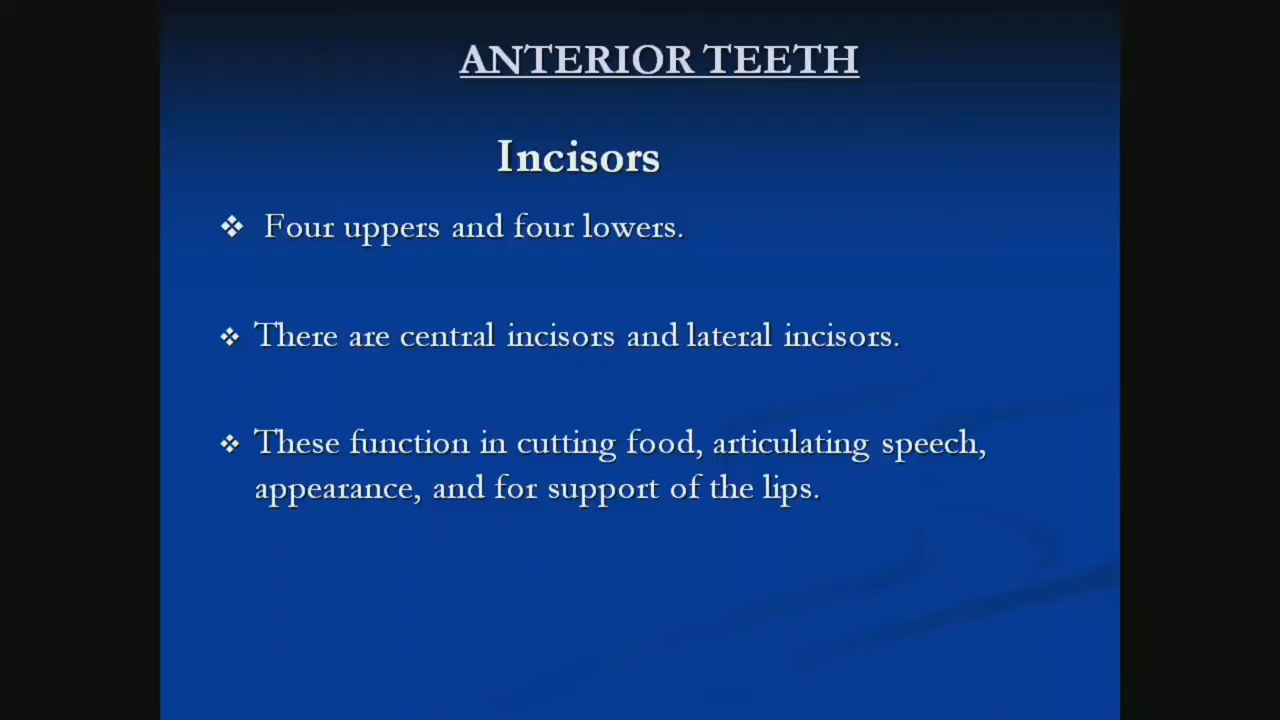 ANTERIOR TEETH
Incisors
❖ Four uppers and four lowers.
❖ There are central incisors and lateral incisors.
❖ These function in cutting food, articulating speech,
appearance, and for support of the lips.